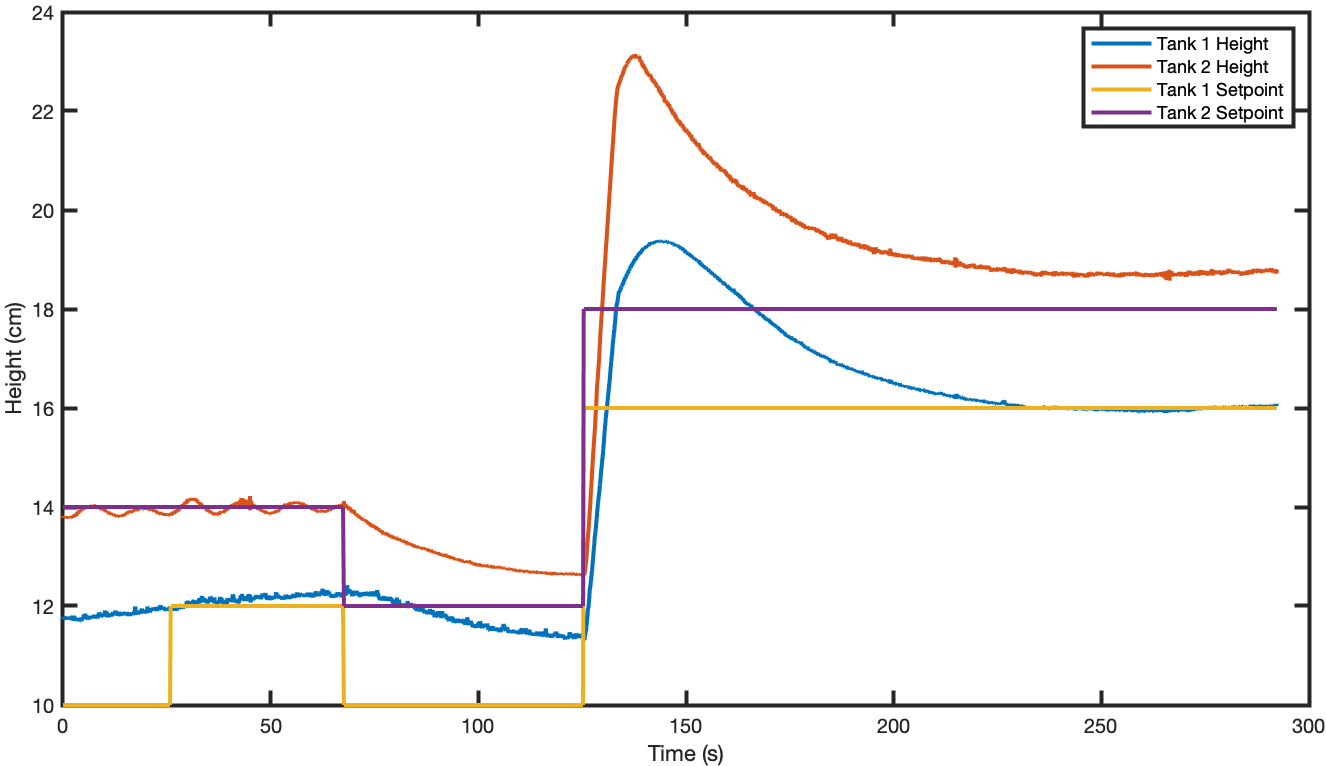 24
22
20
18
16
14
12
10
Height (cm)
0 50 100 150 200 250 300
Time (s)
Tank 1 Height
Tank 2 Height
Tank 1 Setpoint
Tank 2 Setpoint